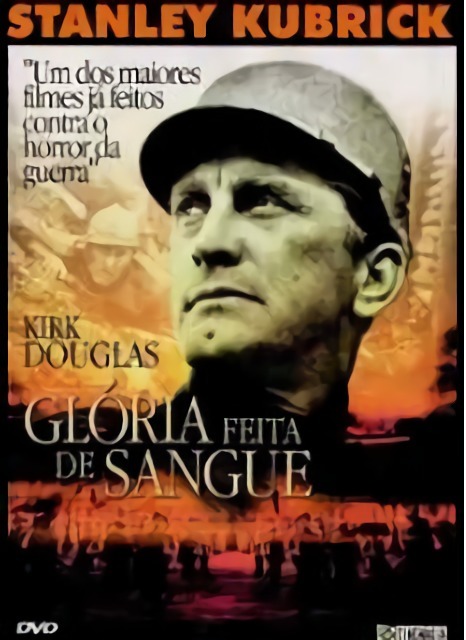 STANLEY KUBRICK
"Um dos maiores
filmes já feitos
contra o
horror da
guerra"
KIRK
DOUGLAS
GLÓRIA FEITA
DE SANGUE
DVD